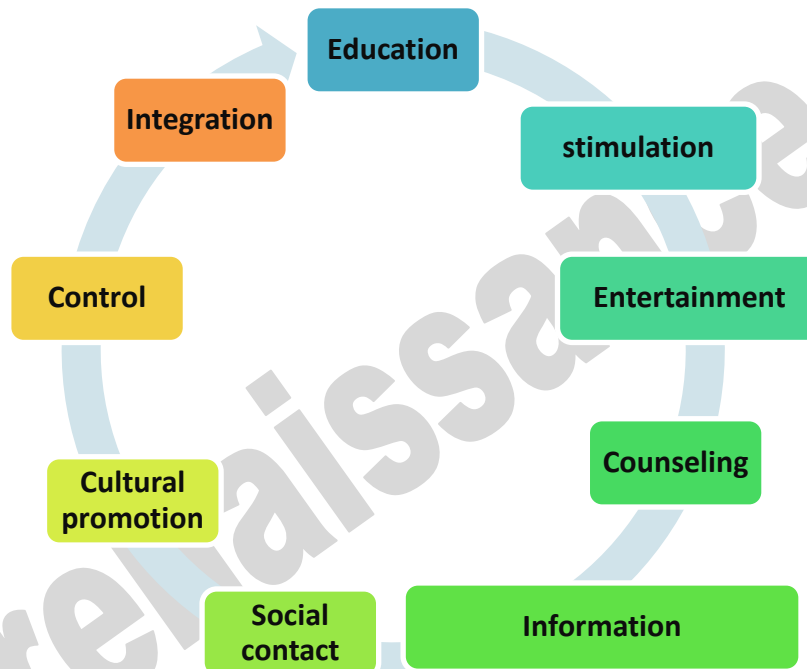 Education
stimulation
Entertainment
Counseling
Information
Social
contact
Cultural
promotion
Control
Integration
renaissance